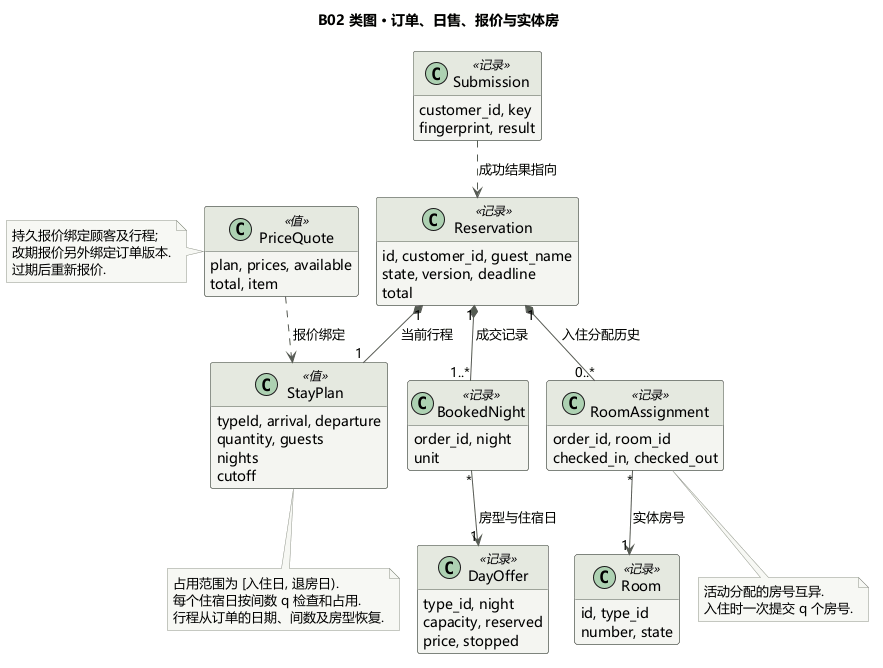 B02 类图 • 订单、日售、报价与实体房
C
«记录»
Submission
customer_id, key
fingerprint, result
成功结果指向
持久报价绑定顾客及行程;
改期报价另外绑定订单版本.
过期后重新报价.
C
«值»
PriceQuote
plan, prices, available
total, item
C
«记录»
Reservation
id, customer_id, guest_name
state, version, deadline
total
报价绑定
1
当前行程
1
1
成交记录
1..*
1
入住分配历史
0..*
C
«值»
StayPlan
typeId, arrival, departure
quantity, guests
nights
cutoff
C
«记录»
BookedNight
order_id, night
unit
C
«记录»
RoomAssignment
order_id, room_id
checked_in, checked_out
*
房型与住宿日
1
*
实体房号
1
占用范围为 [入住日, 退房日).
每个住宿日按间数 q 检查和占用.
行程从订单的日期、间数及房型恢复.
C
«记录»
DayOffer
type_id, night
capacity, reserved
price, stopped
C
«记录»
Room
id, type_id
number, state
活动分配的房号互异.
入住时一次提交 q 个房号.